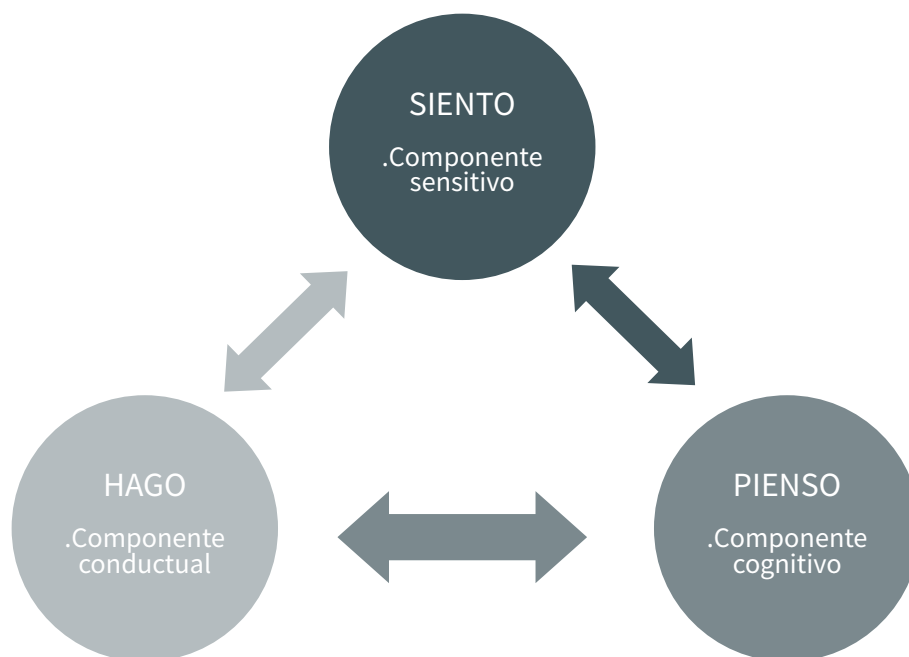 SIENTO
.Componente
sensitivo
HAGO
.Componente
conductual
PIENSO
.Componente
cognitivo